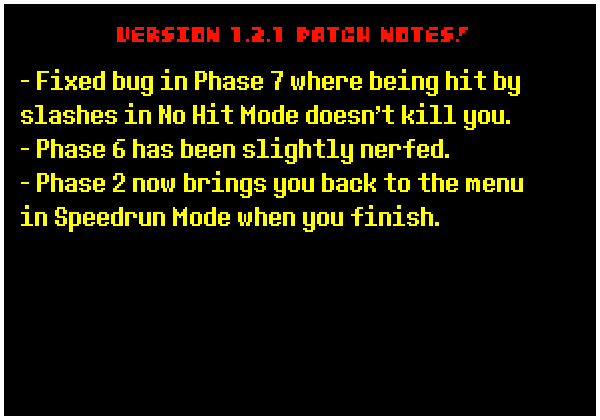 VERSION 1.2.1 PATCH NOTES!
- Fixed bug in Phase 7 where being hit by
slashes in No Hit Mode doesn't kill you.
- Phase 6 has been slightly nerfed.
- Phase 2 now brings you back to the menu
in Speedrun Mode when you finish.